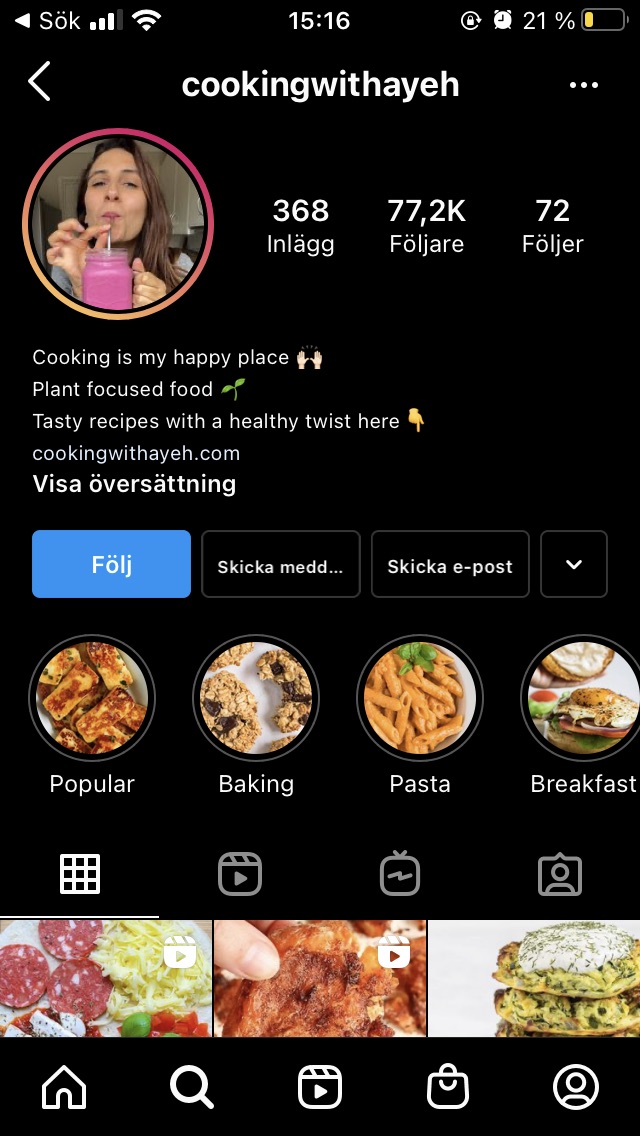 Sök 15:16 21 %
cookingwithayeh
368 77,2K 72
Inlägg Följare Följer
Cooking is my happy place 🙌🏻
Plant focused food 🌱
Tasty recipes with a healthy twist here 👇
cookingwithayeh.com
Visa översättning
Följ Skicka medd... Skicka e-post
Popular Baking Pasta Breakfast